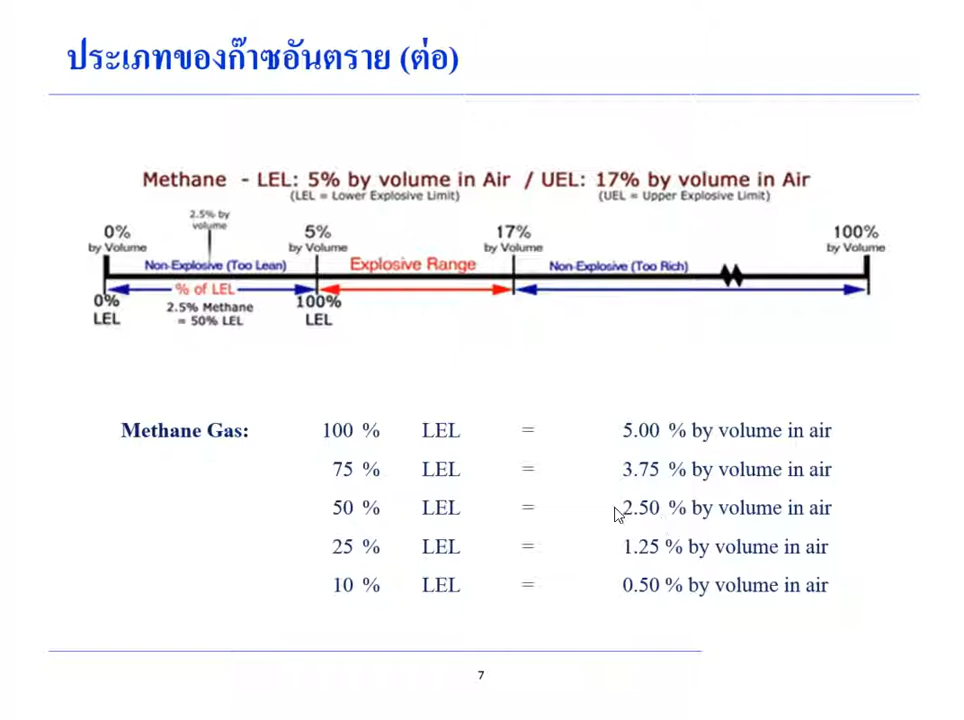 ประเภทของก๊าซอันตราย (ต่อ)
Methane - LEL: 5% by volume in Air / UEL: 17% by volume in Air
(LEL = Lower Explosive Limit) (UEL = Upper Explosive Limit)
2.5% by
volume
0% 5% 17% 100%
by Volume by Volume by Volume by Volume
Non-Explosive (Too Lean) Explosive Range Non-Explosive (Too Rich)
% of LEL
0% 2.5% Methane 100%
LEL = 50% LEL LEL
Methane Gas: 100 % LEL = 5.00 % by volume in air
75 % LEL = 3.75 % by volume in air
50 % LEL = 2.50 % by volume in air
25 % LEL = 1.25 % by volume in air
10 % LEL = 0.50 % by volume in air
7